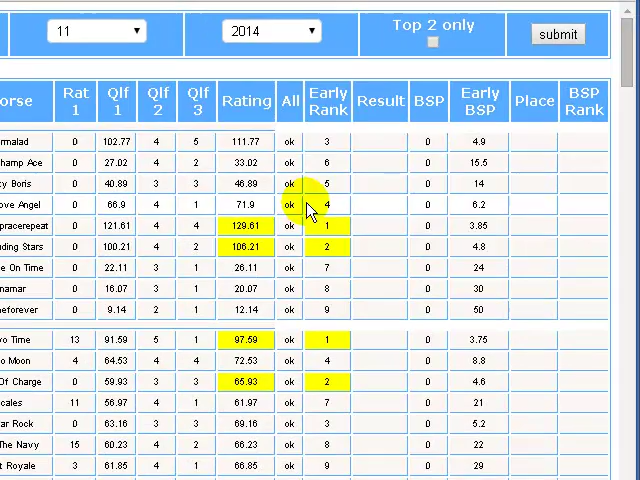 11 2014 Top 2 only submit
orse Rat 1 Qlf 1 Qlf 2 Qlf 3 Rating All Early Rank Result BSP Early BSP Place BSP Rank
rmalad 0 102.77 4 5 111.77 ok 3 0 4.9
hamp Ace 0 27.02 4 2 33.02 ok 6 0 15.5
ty Boris 0 40.89 3 3 46.89 ok 5 0 14
ove Angel 0 66.9 4 1 71.9 ok 4 0 6.2
pracerepeat 0 121.61 4 4 129.61 ok 1 0 3.85
ding Stars 0 100.21 4 2 106.21 ok 2 0 4.8
e On Time 0 22.11 3 1 26.11 ok 7 0 24
namar 0 16.07 3 1 20.07 ok 8 0 30
eforever 0 9.14 2 1 12.14 ok 9 0 50
vo Time 13 91.59 5 1 97.59 ok 1 0 3.75
o Moon 4 64.53 4 4 72.53 ok 4 0 8.8
Of Charge 0 59.93 3 3 65.93 ok 2 0 4.6
cales 11 56.97 4 1 61.97 ok 7 0 21
ar Rock 0 63.16 3 3 69.16 ok 3 0 5.2
The Navy 15 60.23 4 2 66.23 ok 8 0 22
t Royale 3 61.85 4 1 66.85 ok 9 0 29